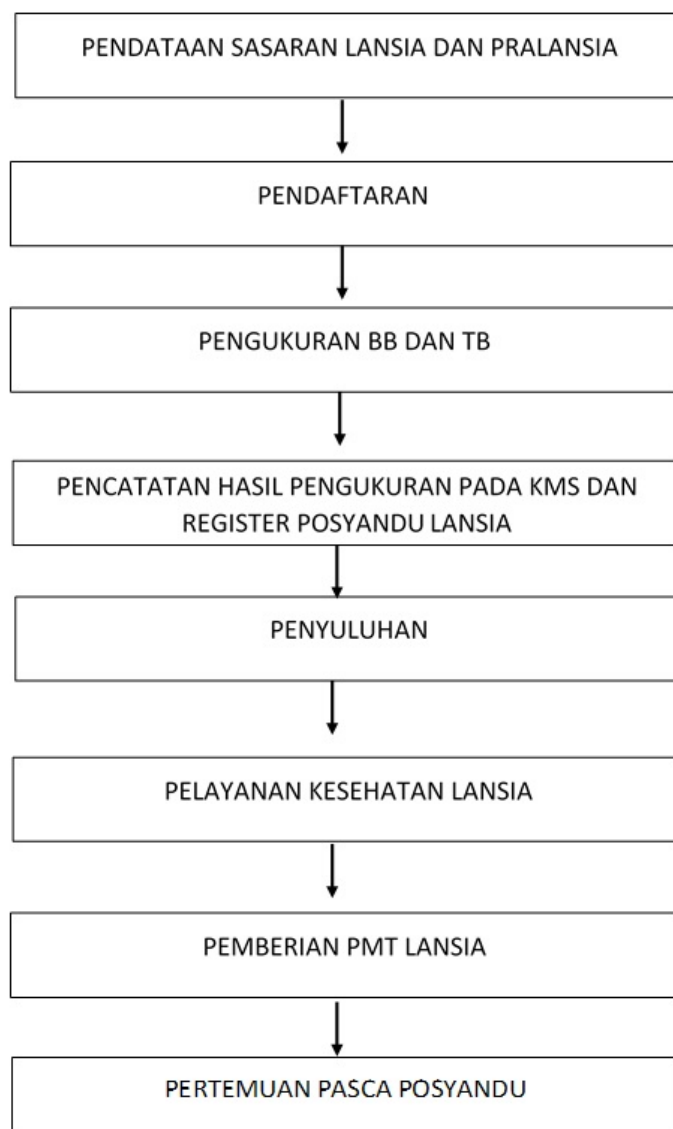 PENDATAAN SASARAN LANSIA DAN PRALANSIA
PENDAFTARAN
PENGUKURAN BB DAN TB
PENCATATAN HASIL PENGUKURAN PADA KMS DAN
REGISTER POSYANDU LANSIA
PENYULUHAN
PELAYANAN KESEHATAN LANSIA
PEMBERIAN PMT LANSIA
PERTEMUAN PASCA POSYANDU